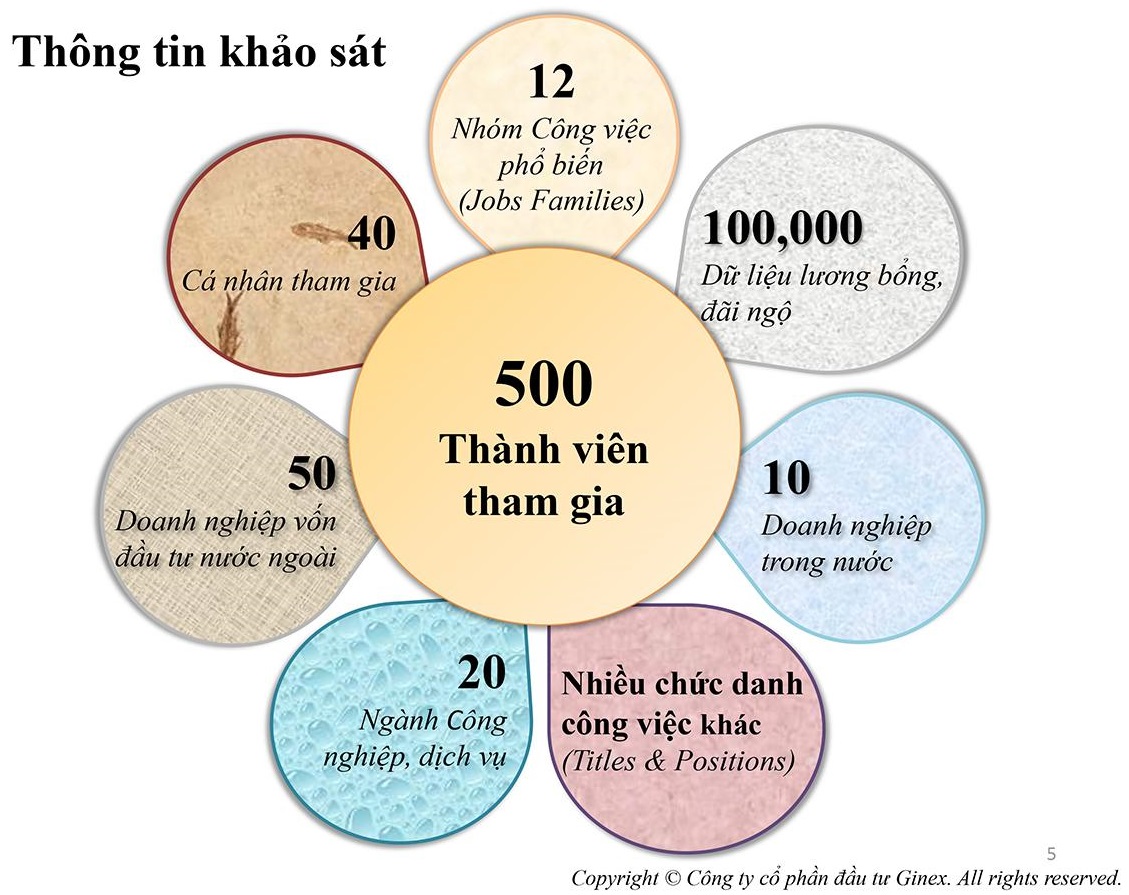 Thông tin khảo sát
12
Nhóm Công việc
phổ biến
(Jobs Families)
100,000
Dữ liệu lương bổng,
đãi ngộ
10
Doanh nghiệp
trong nước
Nhiều chức danh
công việc khác
(Titles & Positions)
20
Ngành Công
nghiệp, dịch vụ
50
Doanh nghiệp vốn
đầu tư nước ngoài
40
Cá nhân tham gia
500
Thành viên
tham gia
5
Copyright © Công ty cổ phần đầu tư Ginex. All rights reserved.